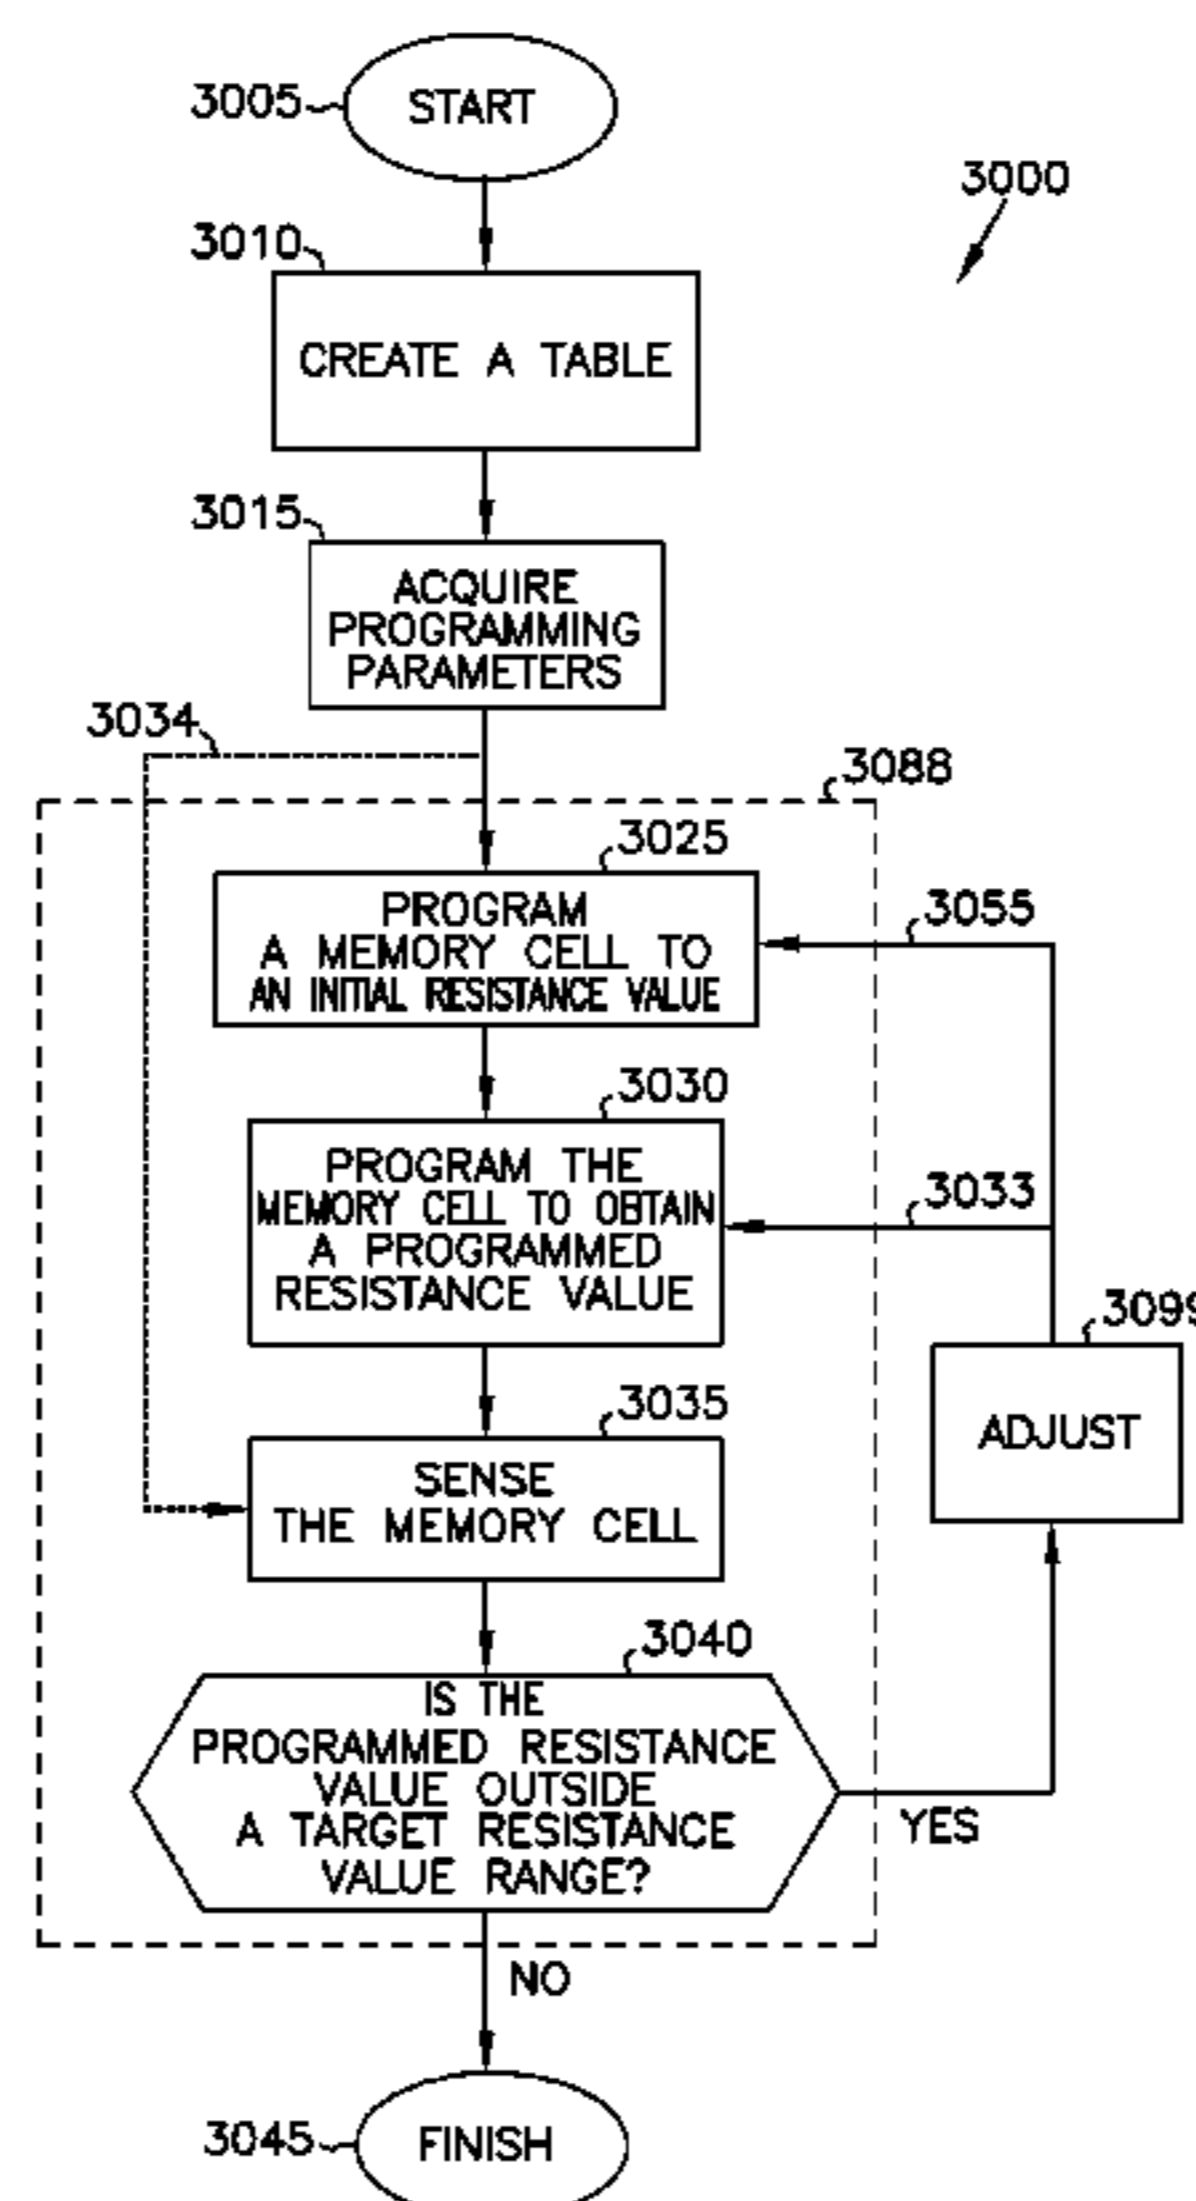 3005
START
3000
3010
CREATE A TABLE
3015
ACQUIRE
PROGRAMMING
PARAMETERS
3034
3088
3025
PROGRAM
A MEMORY CELL TO
AN INITIAL RESISTANCE VALUE
3055
3030
PROGRAM THE
MEMORY CELL TO OBTAIN
A PROGRAMMED
RESISTANCE VALUE
3033
3099
ADJUST
3035
SENSE
THE MEMORY CELL
3040
IS THE
PROGRAMMED RESISTANCE
VALUE OUTSIDE
A TARGET RESISTANCE
VALUE RANGE?
YES
NO
3045
FINISH